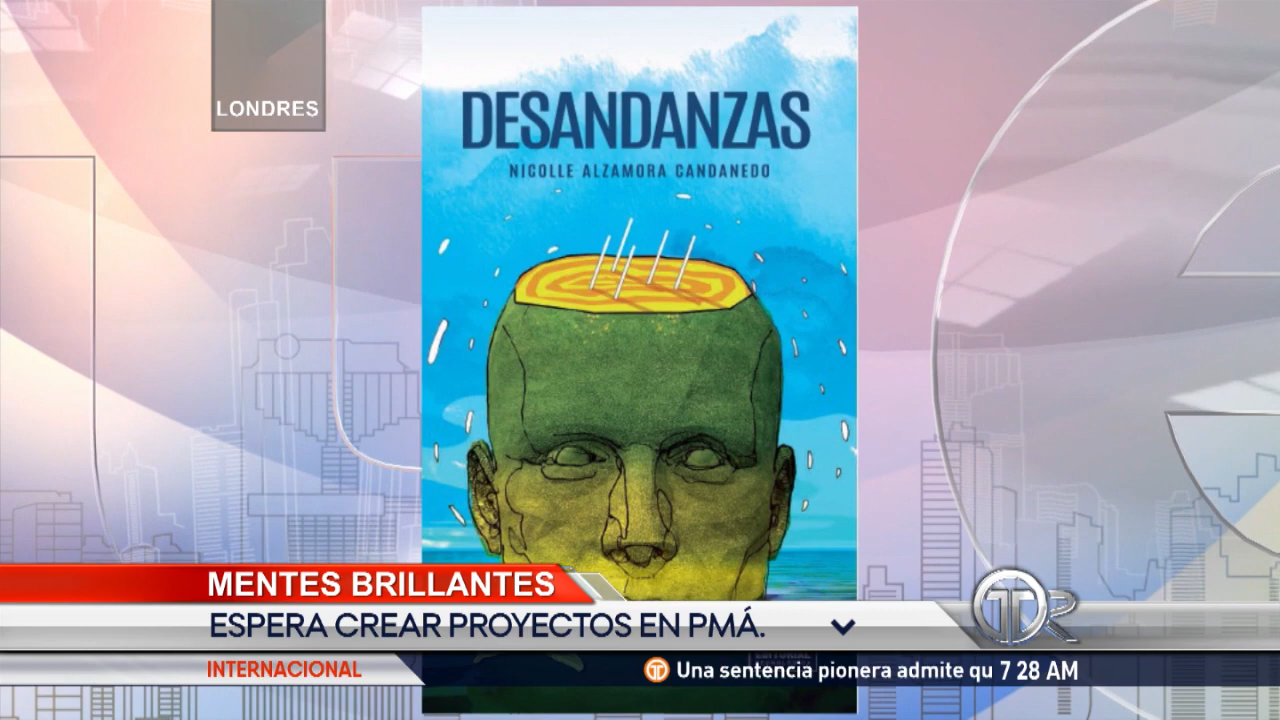 LONDRES
DESANDANZAS
NICOLLE ALZAMORA CANDANEDO
MENTES BRILLANTES
ESPERA CREAR PROYECTOS EN PMÁ.
INTERNACIONAL
Una sentencia pionera admite qu 7 28 AM